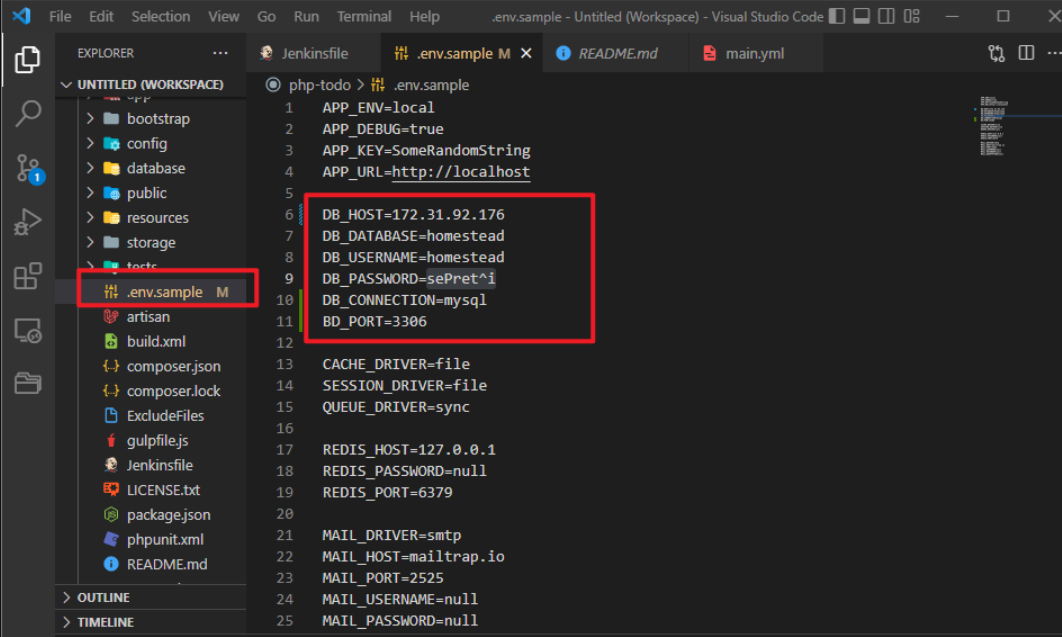 File Edit Selection View Go Run Terminal Help .env.sample - Untitled (Workspace) - Visual Studio Code
EXPLORER ...
Jenkinsfile .env.sample M README.md main.yml
UNTITLED (WORKSPACE)
php-todo > .env.sample
app
bootstrap
config
database
public
resources
storage
tests
.env.sample M
artisan
build.xml
composer.json
composer.lock
ExcludeFiles
gulpfile.js
Jenkinsfile
LICENSE.txt
package.json
phpunit.xml
README.md
OUTLINE
TIMELINE
1
1 APP_ENV=local
2 APP_DEBUG=true
3 APP_KEY=SomeRandomString
4 APP_URL=http://localhost
5
6 DB_HOST=172.31.92.176
7 DB_DATABASE=homestead
8 DB_USERNAME=homestead
9 DB_PASSWORD=sePret^i
10 DB_CONNECTION=mysql
11 BD_PORT=3306
12
13 CACHE_DRIVER=file
14 SESSION_DRIVER=file
15 QUEUE_DRIVER=sync
16
17 REDIS_HOST=127.0.0.1
18 REDIS_PASSWORD=null
19 REDIS_PORT=6379
20
21 MAIL_DRIVER=smtp
22 MAIL_HOST=mailtrap.io
23 MAIL_PORT=2525
24 MAIL_USERNAME=null
25 MAIL_PASSWORD=null